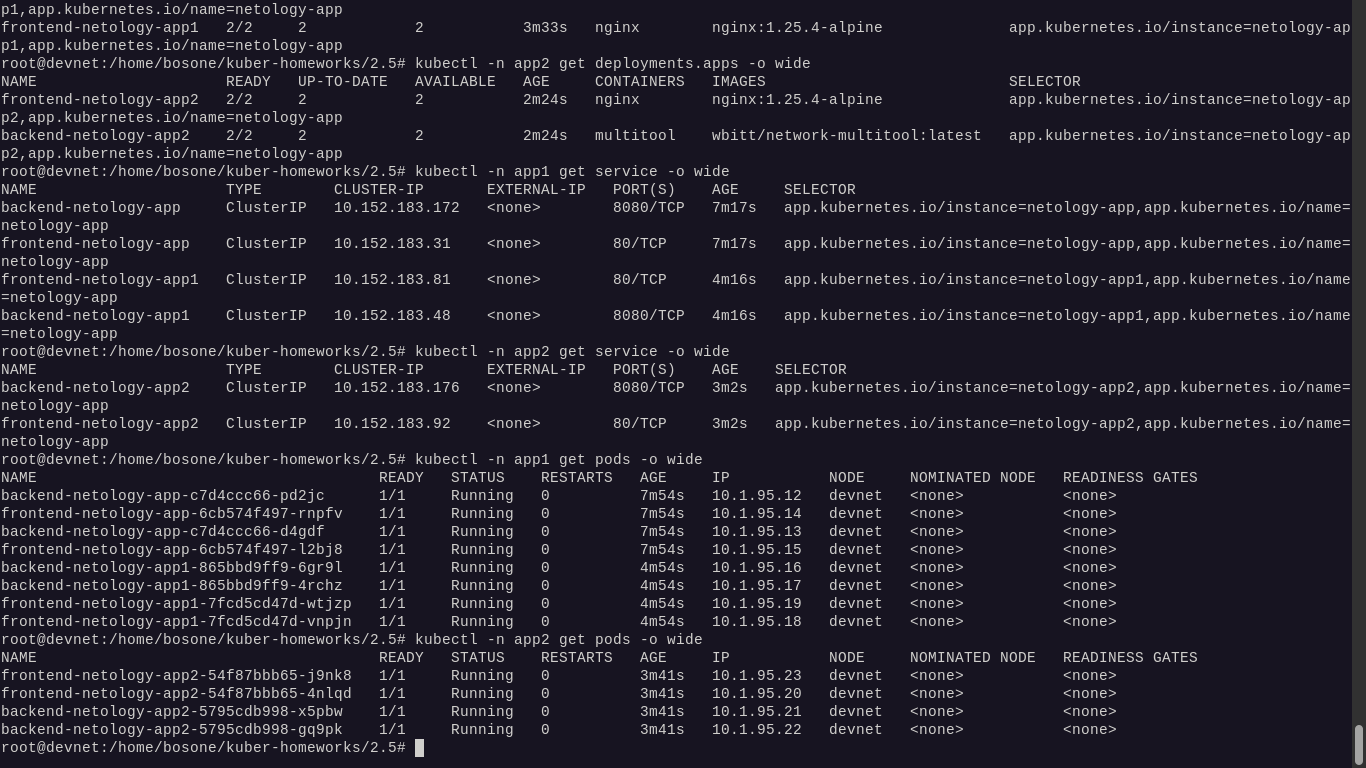 p1,app.kubernetes.io/name=netology-app
frontend-netology-app1   2/2     2            2           3m33s   nginx        nginx:1.25.4-alpine              app.kubernetes.io/instance=netology-ap
p1,app.kubernetes.io/name=netology-app
root@devnet:/home/bosone/kuber-homeworks/2.5# kubectl -n app2 get deployments.apps -o wide
NAME                     READY   UP-TO-DATE   AVAILABLE   AGE     CONTAINERS   IMAGES                           SELECTOR
frontend-netology-app2   2/2     2            2           2m24s   nginx        nginx:1.25.4-alpine              app.kubernetes.io/instance=netology-ap
p2,app.kubernetes.io/name=netology-app
backend-netology-app2    2/2     2            2           2m24s   multitool    wbitt/network-multitool:latest   app.kubernetes.io/instance=netology-ap
p2,app.kubernetes.io/name=netology-app
root@devnet:/home/bosone/kuber-homeworks/2.5# kubectl -n app1 get service -o wide
NAME                     TYPE        CLUSTER-IP       EXTERNAL-IP   PORT(S)    AGE     SELECTOR
backend-netology-app     ClusterIP   10.152.183.172   <none>        8080/TCP   7m17s   app.kubernetes.io/instance=netology-app,app.kubernetes.io/name=
netology-app
frontend-netology-app    ClusterIP   10.152.183.31    <none>        80/TCP     7m17s   app.kubernetes.io/instance=netology-app,app.kubernetes.io/name=
netology-app
frontend-netology-app1   ClusterIP   10.152.183.81    <none>        80/TCP     4m16s   app.kubernetes.io/instance=netology-app1,app.kubernetes.io/name
=netology-app
backend-netology-app1    ClusterIP   10.152.183.48    <none>        8080/TCP   4m16s   app.kubernetes.io/instance=netology-app1,app.kubernetes.io/name
=netology-app
root@devnet:/home/bosone/kuber-homeworks/2.5# kubectl -n app2 get service -o wide
NAME                     TYPE        CLUSTER-IP       EXTERNAL-IP   PORT(S)    AGE    SELECTOR
backend-netology-app2    ClusterIP   10.152.183.176   <none>        8080/TCP   3m2s   app.kubernetes.io/instance=netology-app2,app.kubernetes.io/name=
netology-app
frontend-netology-app2   ClusterIP   10.152.183.92    <none>        80/TCP     3m2s   app.kubernetes.io/instance=netology-app2,app.kubernetes.io/name=
netology-app
root@devnet:/home/bosone/kuber-homeworks/2.5# kubectl -n app1 get pods -o wide
NAME                                      READY   STATUS    RESTARTS   AGE     IP           NODE     NOMINATED NODE   READINESS GATES
backend-netology-app-c7d4ccc66-pd2jc      1/1     Running   0          7m54s   10.1.95.12   devnet   <none>           <none>
frontend-netology-app-6cb574f497-rnpfv    1/1     Running   0          7m54s   10.1.95.14   devnet   <none>           <none>
backend-netology-app-c7d4ccc66-d4gdf      1/1     Running   0          7m54s   10.1.95.13   devnet   <none>           <none>
frontend-netology-app-6cb574f497-l2bj8    1/1     Running   0          7m54s   10.1.95.15   devnet   <none>           <none>
backend-netology-app1-865bbd9ff9-6gr9l    1/1     Running   0          4m54s   10.1.95.16   devnet   <none>           <none>
backend-netology-app1-865bbd9ff9-4rchz    1/1     Running   0          4m54s   10.1.95.17   devnet   <none>           <none>
frontend-netology-app1-7fcd5cd47d-wtjzp   1/1     Running   0          4m54s   10.1.95.19   devnet   <none>           <none>
frontend-netology-app1-7fcd5cd47d-vnpjn   1/1     Running   0          4m54s   10.1.95.18   devnet   <none>           <none>
root@devnet:/home/bosone/kuber-homeworks/2.5# kubectl -n app2 get pods -o wide
NAME                                      READY   STATUS    RESTARTS   AGE     IP           NODE     NOMINATED NODE   READINESS GATES
frontend-netology-app2-54f87bbb65-j9nk8   1/1     Running   0          3m41s   10.1.95.23   devnet   <none>           <none>
frontend-netology-app2-54f87bbb65-4nlqd   1/1     Running   0          3m41s   10.1.95.20   devnet   <none>           <none>
backend-netology-app2-5795cdb998-x5pbw    1/1     Running   0          3m41s   10.1.95.21   devnet   <none>           <none>
backend-netology-app2-5795cdb998-gq9pk    1/1     Running   0          3m41s   10.1.95.22   devnet   <none>           <none>
root@devnet:/home/bosone/kuber-homeworks/2.5#